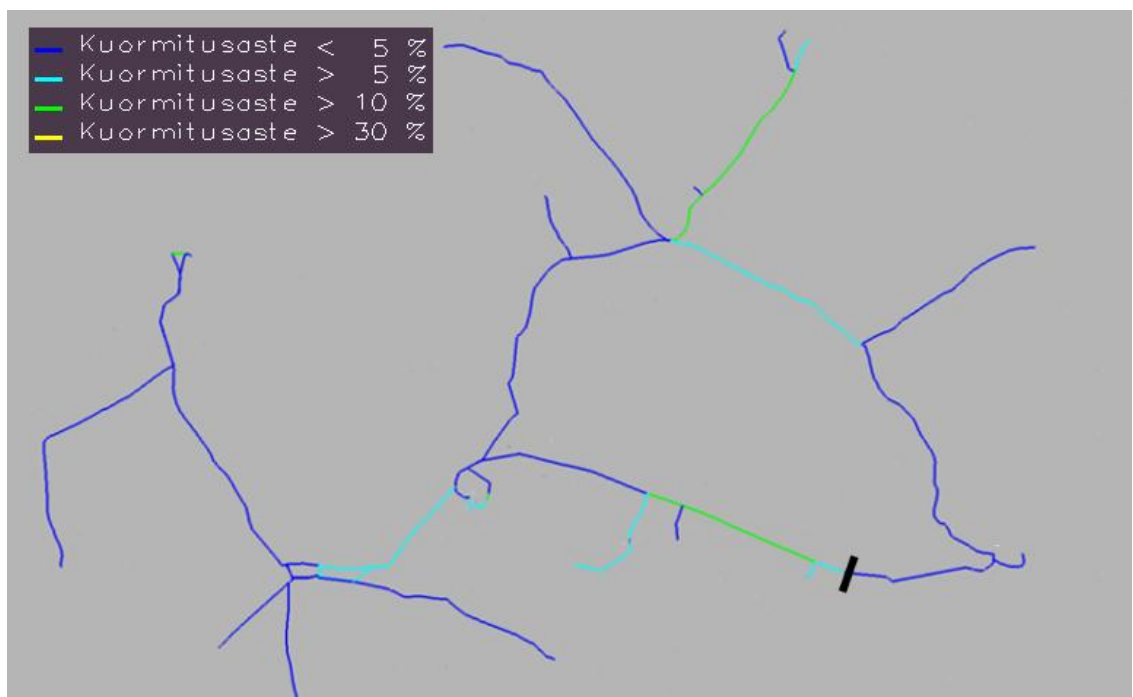 Kuormitusaste < 5 %
Kuormitusaste > 5 %
Kuormitusaste > 10 %
Kuormitusaste > 30 %